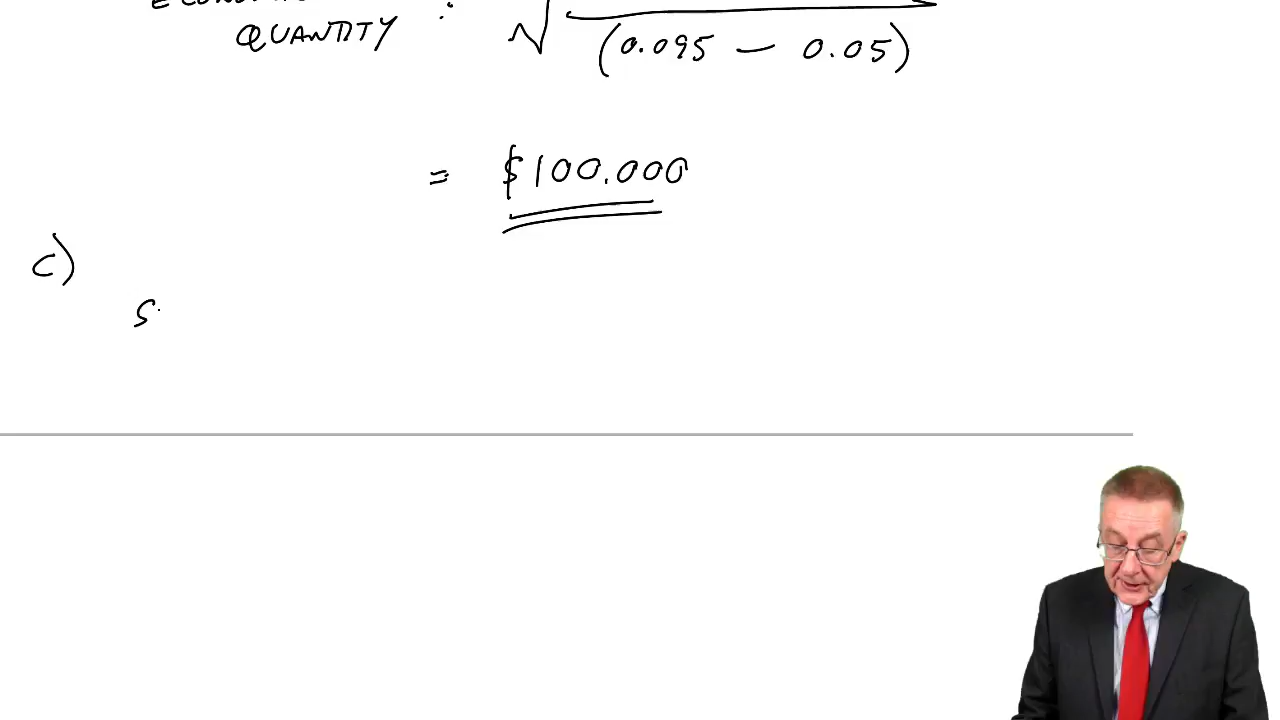 QUANTITY : √
(0.095 − 0.05)
= $100.000
c)
S